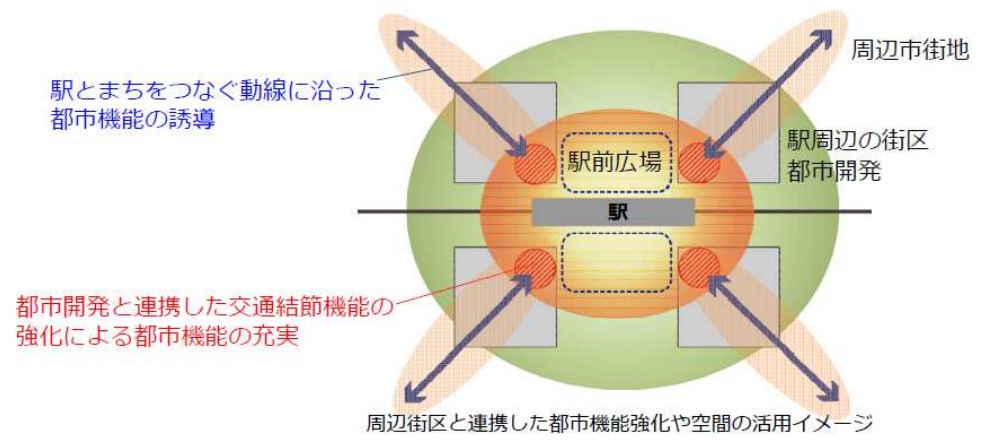 周辺市街地
駅とまちをつなぐ動線に沿った
都市機能の誘導
駅周辺の街区
都市開発
駅前広場
駅
都市開発と連携した交通結節機能の
強化による都市機能の充実
周辺街区と連携した都市機能強化や空間の活用イメージ